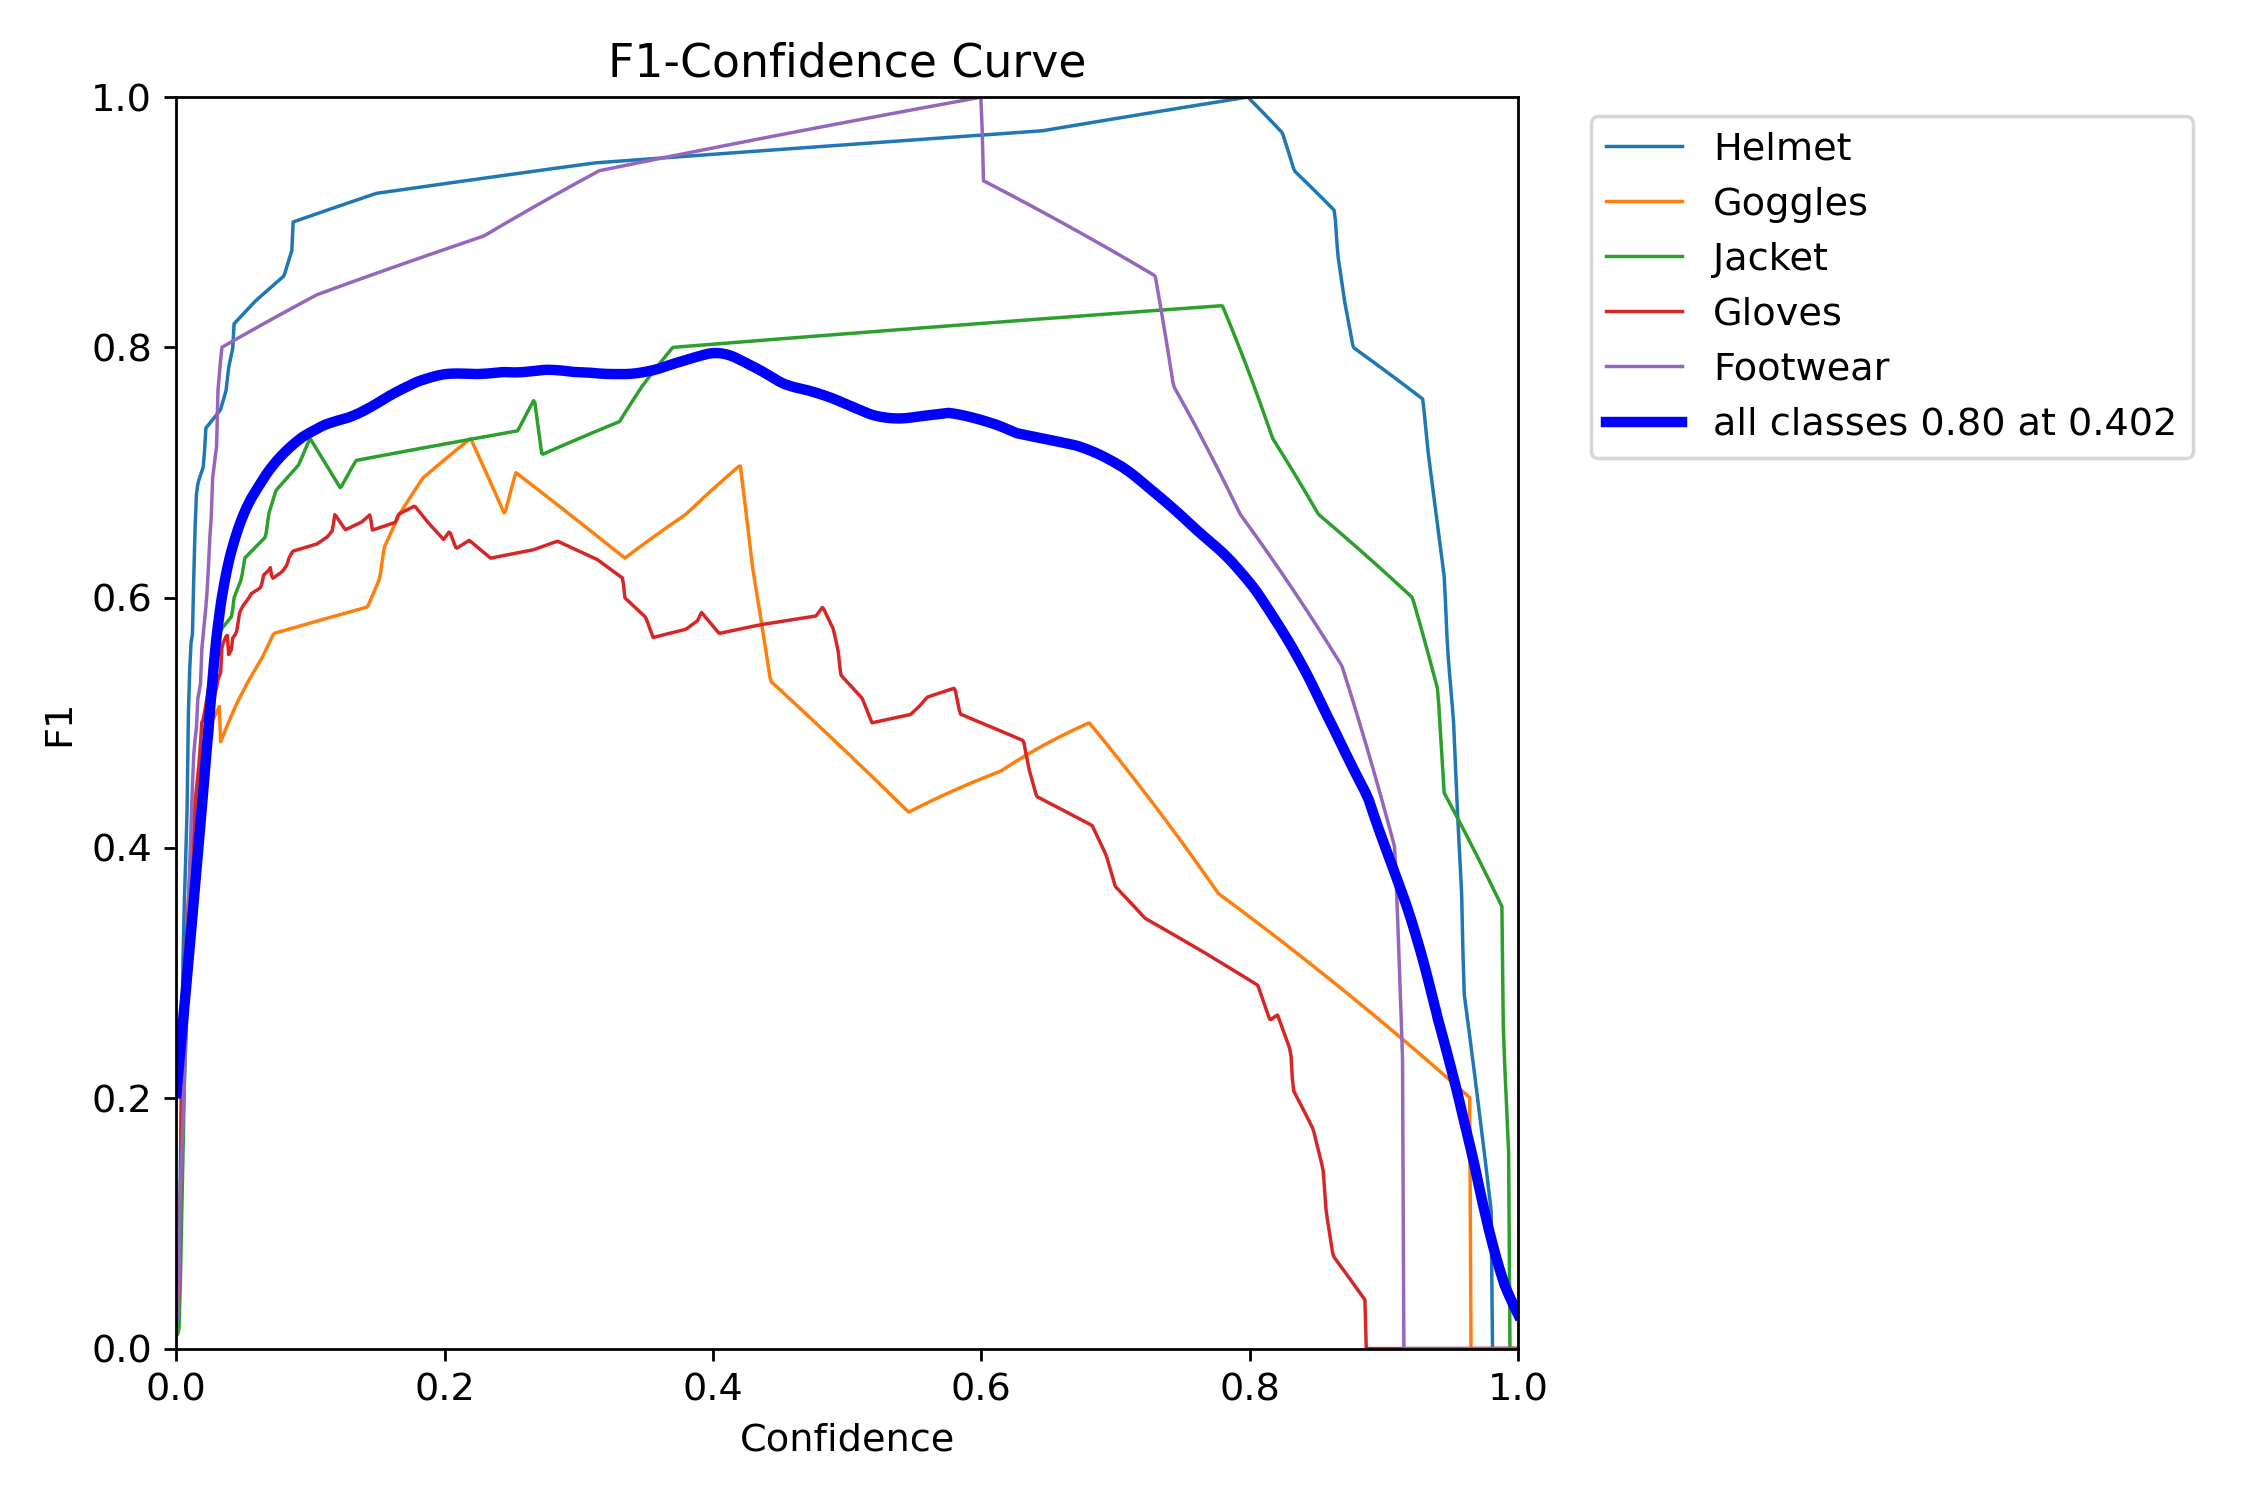 F1-Confidence Curve
1.0
0.8
0.6
0.4
0.2
0.0
F1
0.0 0.2 0.4 0.6 0.8 1.0
Confidence
Helmet
Goggles
Jacket
Gloves
Footwear
all classes 0.80 at 0.402